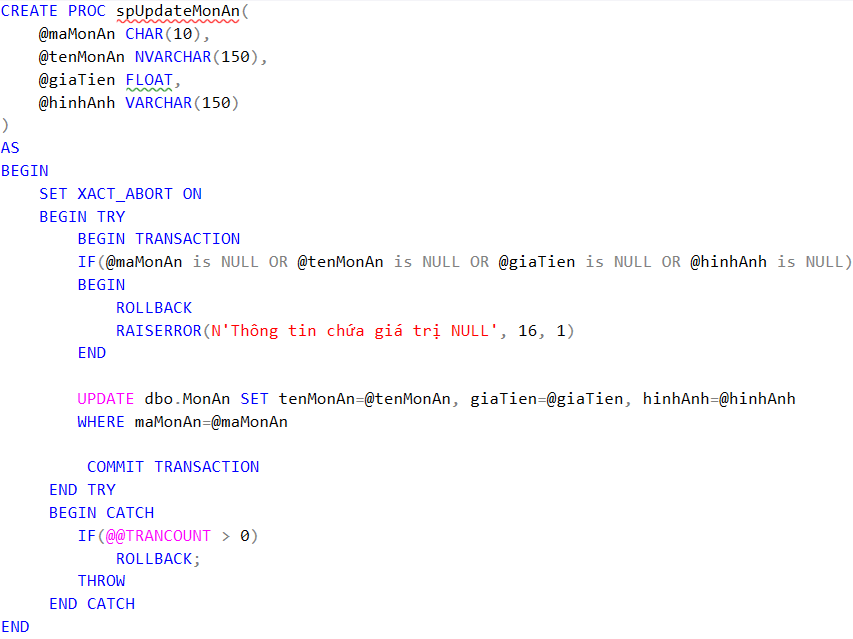 CREATE PROC spUpdateMonAn(
    @maMonAn CHAR(10),
    @tenMonAn NVARCHAR(150),
    @giaTien FLOAT,
    @hinhAnh VARCHAR(150)
)
AS
BEGIN
    SET XACT_ABORT ON
    BEGIN TRY
        BEGIN TRANSACTION
        IF(@maMonAn is NULL OR @tenMonAn is NULL OR @giaTien is NULL OR @hinhAnh is NULL)
        BEGIN
            ROLLBACK
            RAISERROR(N'Thông tin chứa giá trị NULL', 16, 1)
        END

        UPDATE dbo.MonAn SET tenMonAn=@tenMonAn, giaTien=@giaTien, hinhAnh=@hinhAnh
        WHERE maMonAn=@maMonAn

         COMMIT TRANSACTION
     END TRY
     BEGIN CATCH
        IF(@@TRANCOUNT > 0)
            ROLLBACK;
        THROW
     END CATCH
END